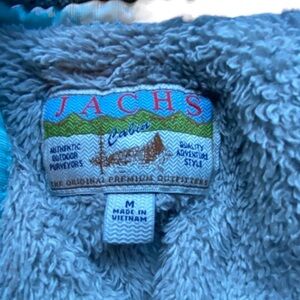 JACHS
Cabin
AUTHENTIC
OUTDOOR
PURVEYORS
QUALITY
ADVENTURE
STYLE
THE ORIGINAL PREMIUM OUTFITTERS
M
MADE IN
VIETNAM